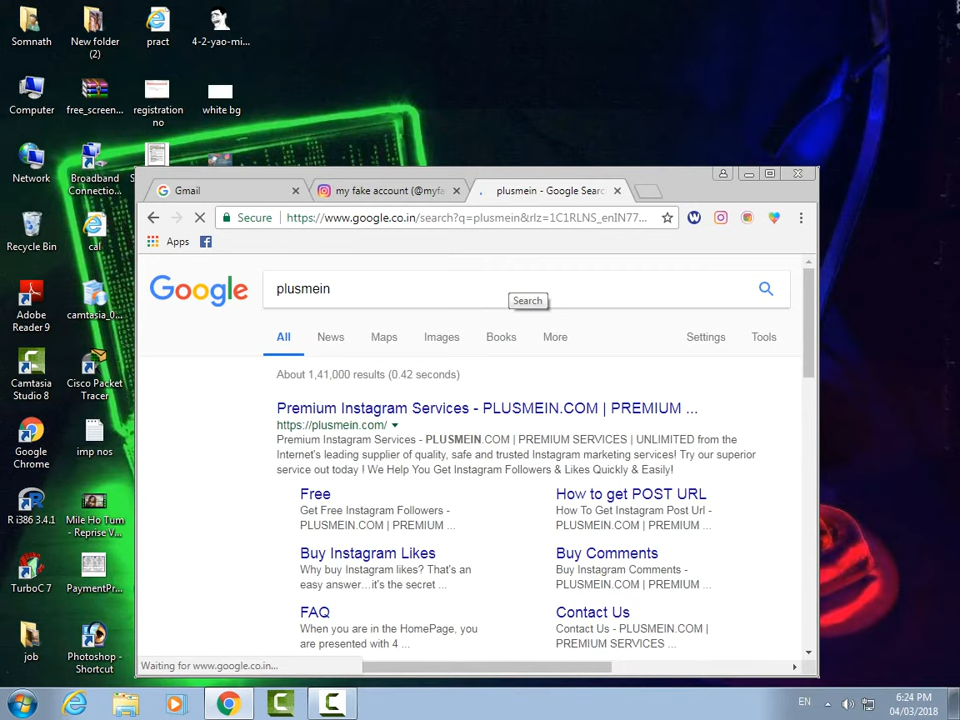 Somnath
New folder
(2)
pract
4-2-yao-mi...
Computer
free_screen...
registration
no
white bg
Network
Broadband
Connectio...
Recycle Bin
cal
Adobe
Reader 9
camtasia_0...
Camtasia
Studio 8
Cisco Packet
Tracer
Google
Chrome
imp nos
R i386 3.4.1
Mile Ho Tum
- Reprise V...
TurboC 7
PaymentPr...
job
Photoshop -
Shortcut
Gmail
my fake account (@myfa
plusmein - Google Searc
Secure
https://www.google.co.in/search?q=plusmein&rlz=1C1RLNS_enIN77...
Apps
Google
plusmein
Search
All
News
Maps
Images
Books
More
Settings
Tools
About 1,41,000 results (0.42 seconds)
Premium Instagram Services - PLUSMEIN.COM | PREMIUM ...
https://plusmein.com/
Premium Instagram Services - PLUSMEIN.COM | PREMIUM SERVICES | UNLIMITED from the
Internet's leading supplier of quality, safe and trusted Instagram marketing services! Try our superior
service out today ! We Help You Get Instagram Followers & Likes Quickly & Easily!
Free
Get Free Instagram Followers -
PLUSMEIN.COM | PREMIUM ...
How to get POST URL
How To Get Instagram Post Url -
PLUSMEIN.COM | PREMIUM ...
Buy Instagram Likes
Why buy Instagram likes? That's an
easy answer…it's the secret ...
Buy Comments
Buy Instagram Comments -
PLUSMEIN.COM | PREMIUM ...
FAQ
When you are in the HomePage, you
are presented with 4 ...
Contact Us
Contact Us - PLUSMEIN.COM |
PREMIUM SERVICES ...
Waiting for www.google.co.in...
EN
6:24 PM
04/03/2018